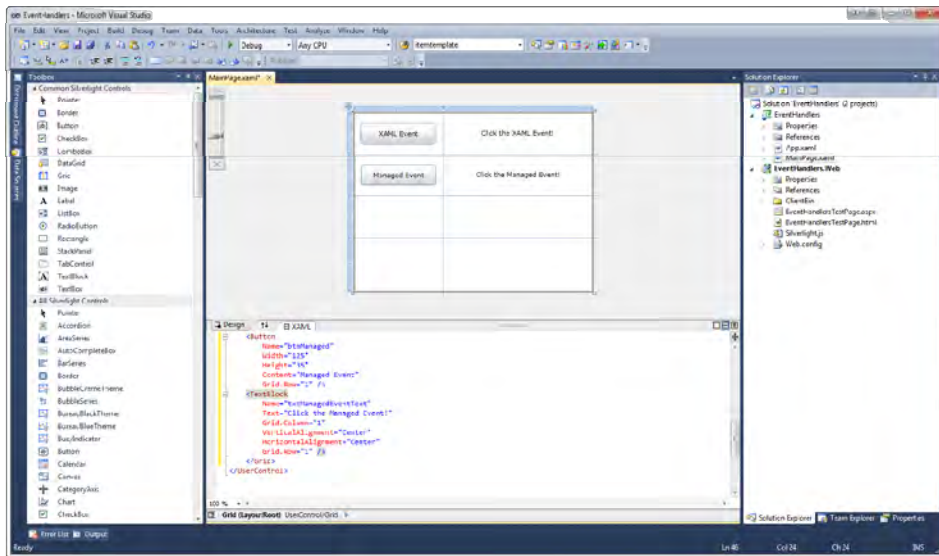 EventHandlers - Microsoft Visual Studio
File Edit View Project Build Debug Team Data Tools Architecture Test Analyze Window Help
Debug Any CPU itemtemplate
Toolbox
Common Silverlight Controls
Pointer
Border
Button
CheckBox
ComboBox
DataGrid
Grid
Image
Label
ListBox
RadioButton
Rectangle
StackPanel
TabControl
TextBlock
TextBox
All Silverlight Controls
Pointer
Accordion
AreaSeries
AutoCompleteBox
BarSeries
Border
BubbleCremeTheme
BubbleSeries
BureauBlackTheme
BureauBlueTheme
BusyIndicator
Button
Calendar
Canvas
CategoryAxis
Chart
CheckBox
Document Outline
Data Sources
MainPage.xaml*
XAML Event
Click the XAML Event!
Managed Event
Click the Managed Event!
Design
XAML
<Button
Name="btnManaged"
Width="125"
Height="35"
Content="Managed Event"
Grid.Row="1" />
<TextBlock
Name="txtManagedEventText"
Text="Click the Managed Event!"
Grid.Column="1"
VerticalAlignment="Center"
HorizontalAlignment="Center"
Grid.Row="1" />
</Grid>
</UserControl>
100 %
Grid (LayoutRoot) UserControl/Grid
Solution Explorer
Solution 'EventHandlers' (2 projects)
EventHandlers
Properties
References
App.xaml
MainPage.xaml
EventHandlers.Web
Properties
References
ClientBin
EventHandlersTestPage.aspx
EventHandlersTestPage.html
Silverlight.js
Web.config
Solution Explorer Team Explorer Properties
Error List Output
Ready
Ln 46 Col 24 Ch 24 INS